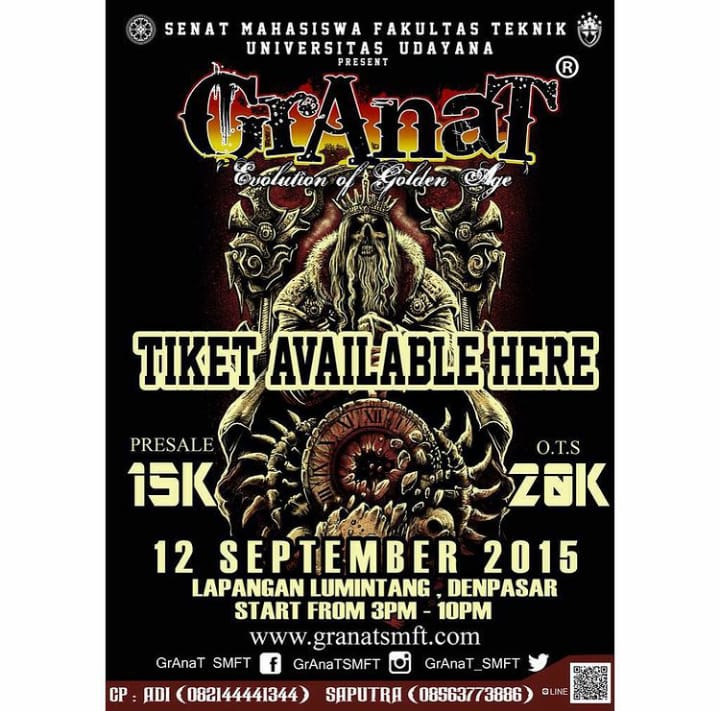 SENAT MAHASISWA FAKULTAS TEKNIK
UNIVERSITAS UDAYANA
PRESENT
GrAnaT ®
Evolution of Golden Age
TIKET AVAILABLE HERE
PRESALE
15K
O.T.S
20K
12 SEPTEMBER 2015
LAPANGAN LUMINTANG , DENPASAR
START FROM 3PM - 10PM
www.granatsmft.com
GrAnaT SMFT GrAnaTSMFT GrAnaT_SMFT
CP : ADI (082144441344) SAPUTRA (08563773886) LINE